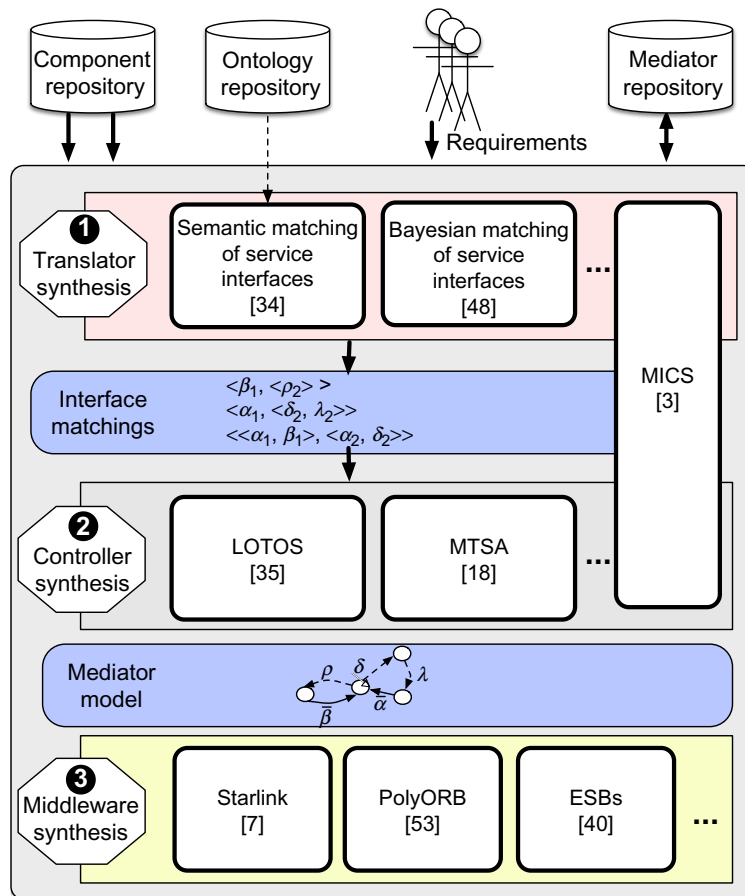 Component
repository
Ontology
repository
Mediator
repository
Requirements
1
Translator
synthesis
Semantic matching
of service
interfaces
[34]
Bayesian matching
of service
interfaces
[48]
...
MICS
[3]
Interface
matchings
<β1, <ρ2> >
<α1, <δ2, λ2>>
<<α1, β1>, <α2, δ2>>
2
Controller
synthesis
LOTOS
[35]
MTSA
[18]
...
Mediator
model
ρ
δ
λ
β̄
ᾱ
3
Middleware
synthesis
Starlink
[7]
PolyORB
[53]
ESBs
[40]
...